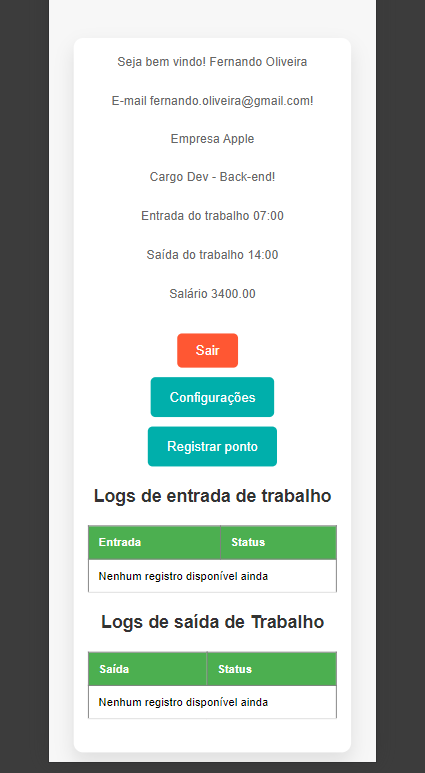 Seja bem vindo! Fernando Oliveira
E-mail fernando.oliveira@gmail.com!
Empresa Apple
Cargo Dev - Back-end!
Entrada do trabalho 07:00
Saída do trabalho 14:00
Salário 3400.00
Sair
Configurações
Registrar ponto
Logs de entrada de trabalho
Entrada Status
Nenhum registro disponível ainda
Logs de saída de Trabalho
Saída Status
Nenhum registro disponível ainda